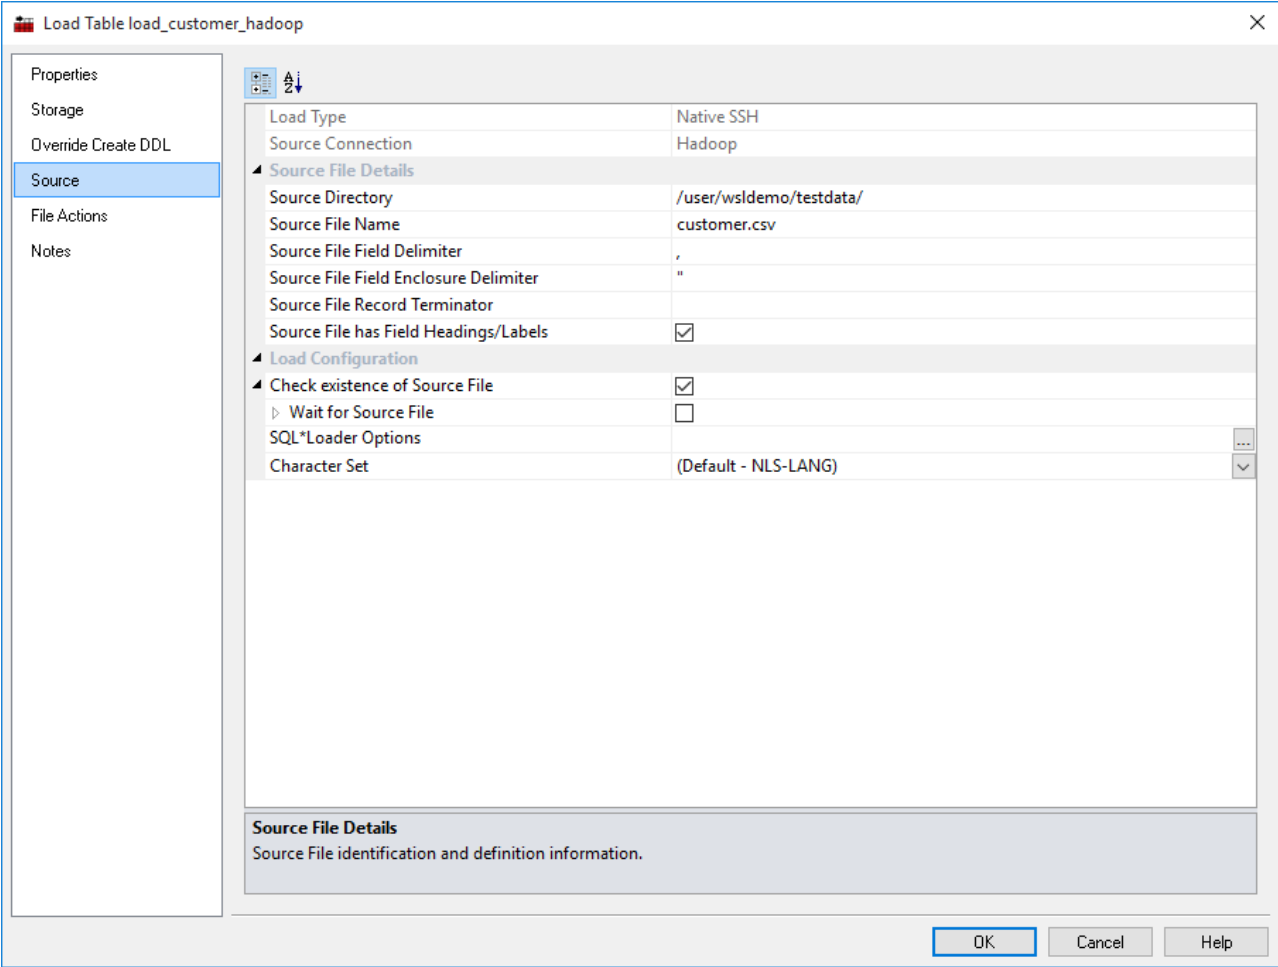 Load Table load_customer_hadoop
Properties
Storage
Override Create DDL
Source
File Actions
Notes
Load Type Native SSH
Source Connection Hadoop
Source File Details
Source Directory /user/wsldemo/testdata/
Source File Name customer.csv
Source File Field Delimiter ,
Source File Field Enclosure Delimiter "
Source File Record Terminator
Source File has Field Headings/Labels
Load Configuration
Check existence of Source File
Wait for Source File
SQL*Loader Options ...
Character Set (Default - NLS-LANG)
Source File Details
Source File identification and definition information.
OK Cancel Help